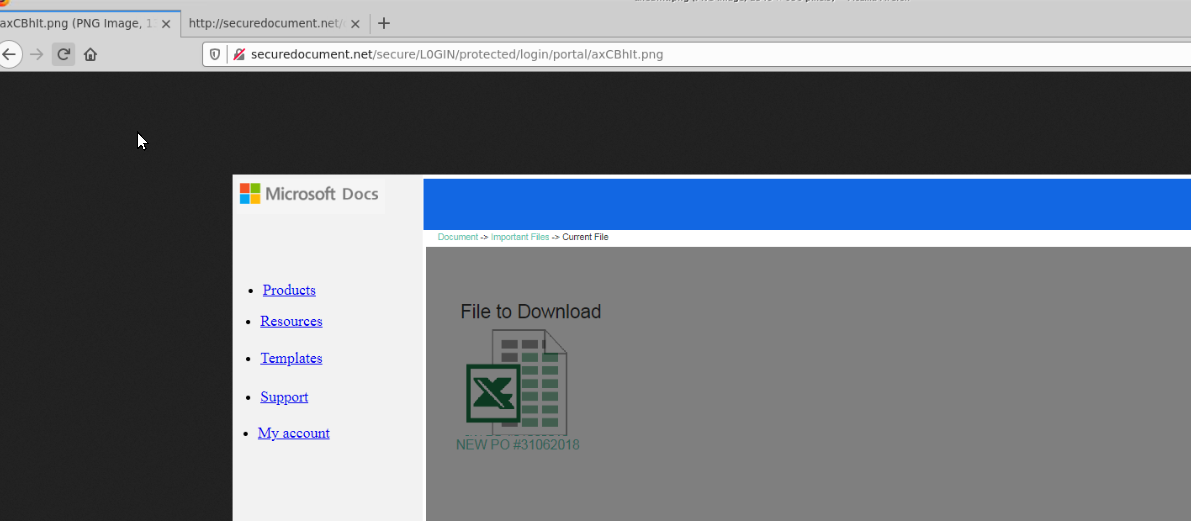 axCBhIt.png (PNG Image, 1
http://securedocument.net/
securedocument.net/secure/L0GIN/protected/login/portal/axCBhIt.png
Microsoft Docs
Document -> Important Files -> Current File
Products
Resources
Templates
Support
My account
File to Download
NEW PO #31062018